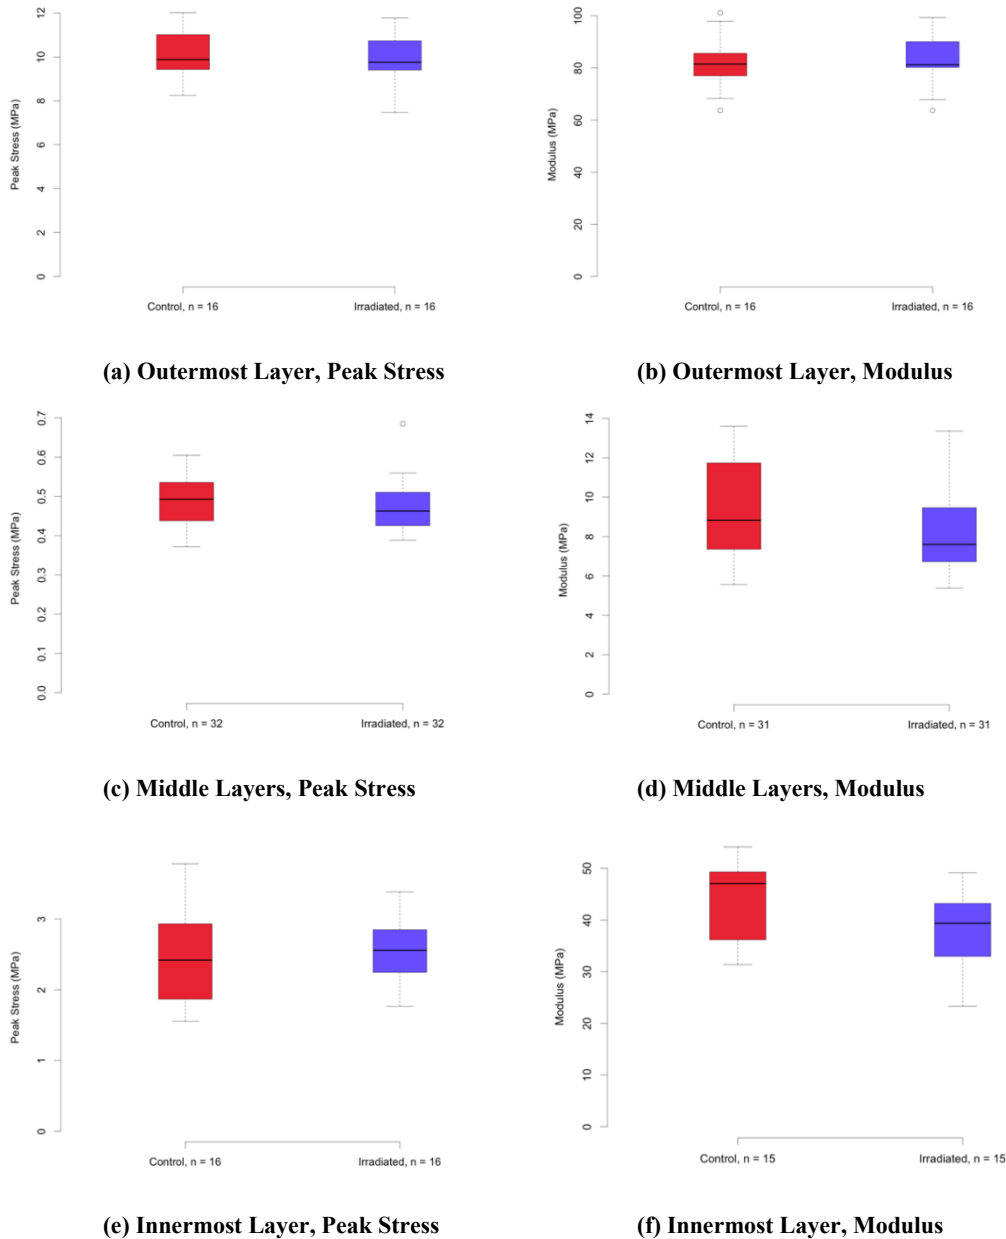 12
10
8
6
4
2
0
Peak Stress (MPa)
Control, n = 16
Irradiated, n = 16
(a) Outermost Layer, Peak Stress
100
80
60
40
20
0
Modulus (MPa)
Control, n = 16
Irradiated, n = 16
(b) Outermost Layer, Modulus
0.7
0.6
0.5
0.4
0.3
0.2
0.1
0.0
Peak Stress (MPa)
Control, n = 32
Irradiated, n = 32
(c) Middle Layers, Peak Stress
14
12
10
8
6
4
2
0
Modulus (MPa)
Control, n = 31
Irradiated, n = 31
(d) Middle Layers, Modulus
3
2
1
0
Peak Stress (MPa)
Control, n = 16
Irradiated, n = 16
(e) Innermost Layer, Peak Stress
50
40
30
20
10
0
Modulus (MPa)
Control, n = 15
Irradiated, n = 15
(f) Innermost Layer, Modulus